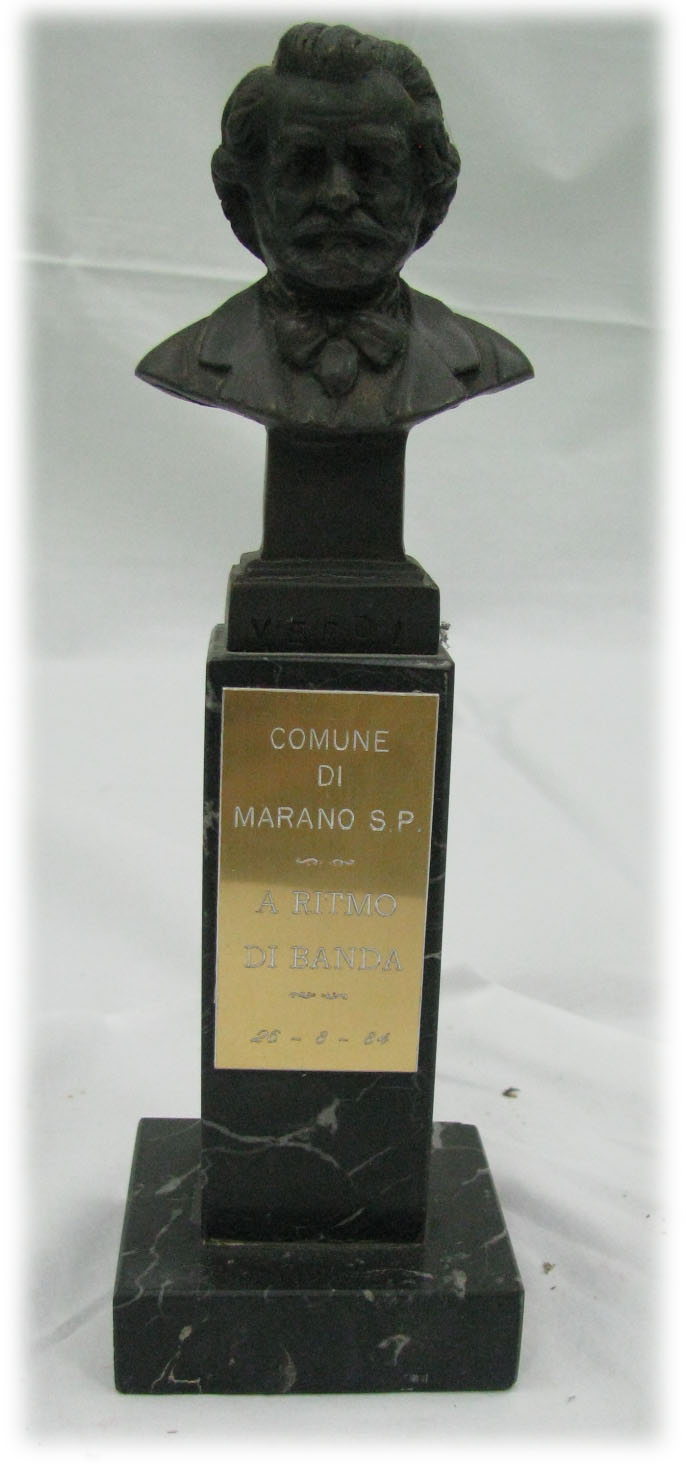 VERDI
COMUNE
DI
MARANO S.P.
A RITMO
DI BANDA
26 - 8 - 84